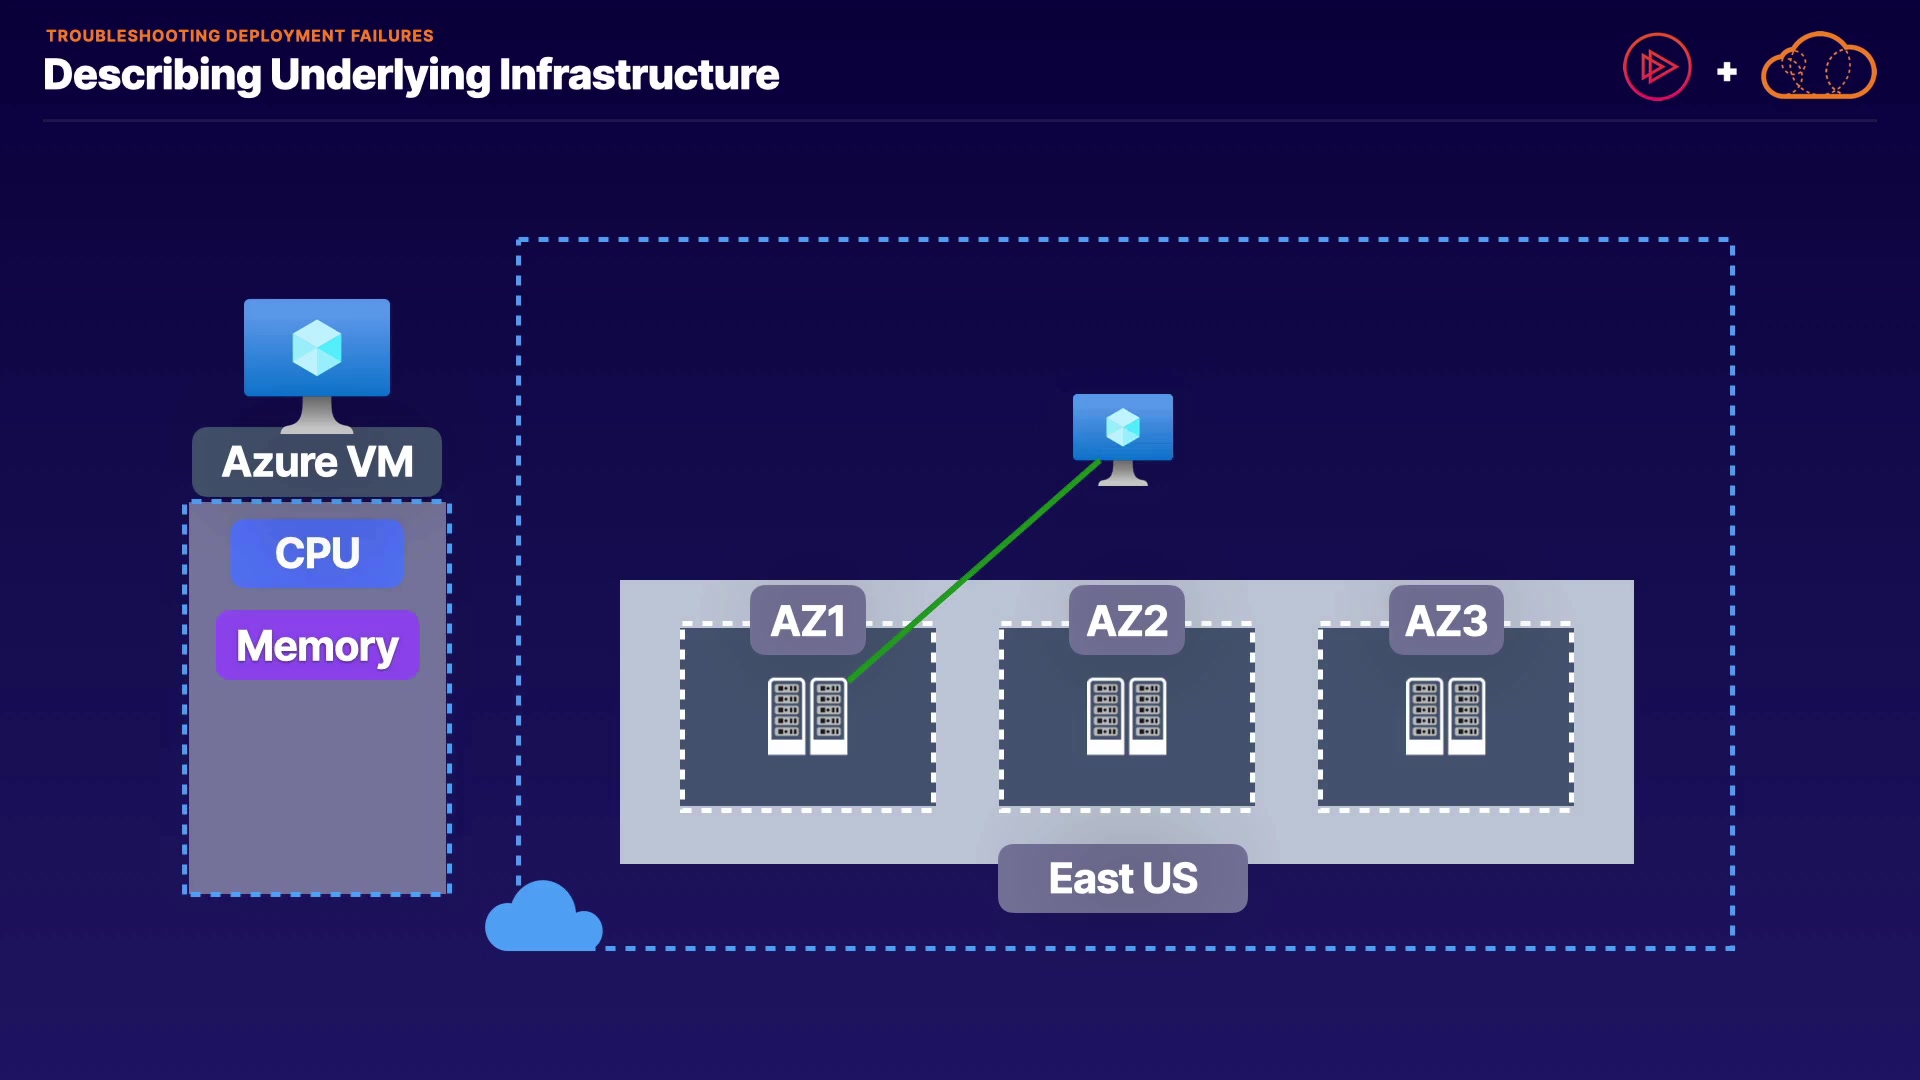 TROUBLESHOOTING DEPLOYMENT FAILURES
Describing Underlying Infrastructure
Azure VM
CPU
Memory
AZ1
AZ2
AZ3
East US